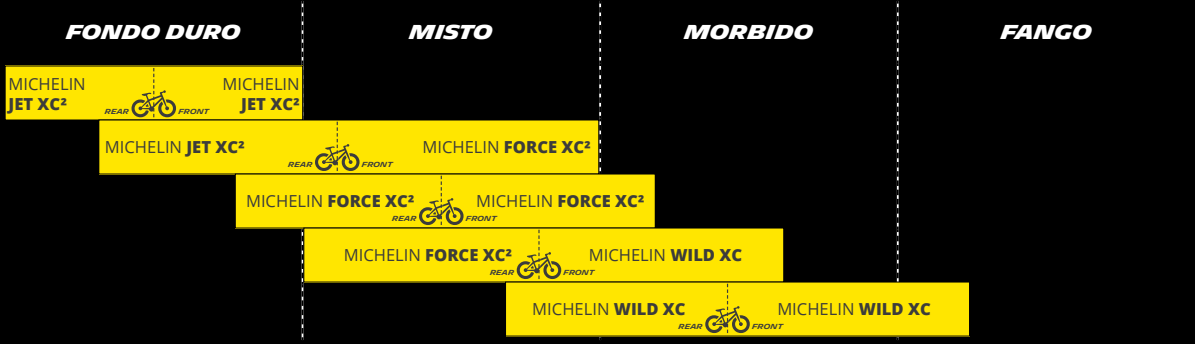 FONDO DURO MISTO MORBIDO FANGO
MICHELIN MICHELIN
JET XC² REAR FRONT JET XC²
MICHELIN JET XC² MICHELIN FORCE XC²
REAR FRONT
MICHELIN FORCE XC² MICHELIN FORCE XC²
REAR FRONT
MICHELIN FORCE XC² MICHELIN WILD XC
REAR FRONT
MICHELIN WILD XC MICHELIN WILD XC
REAR FRONT